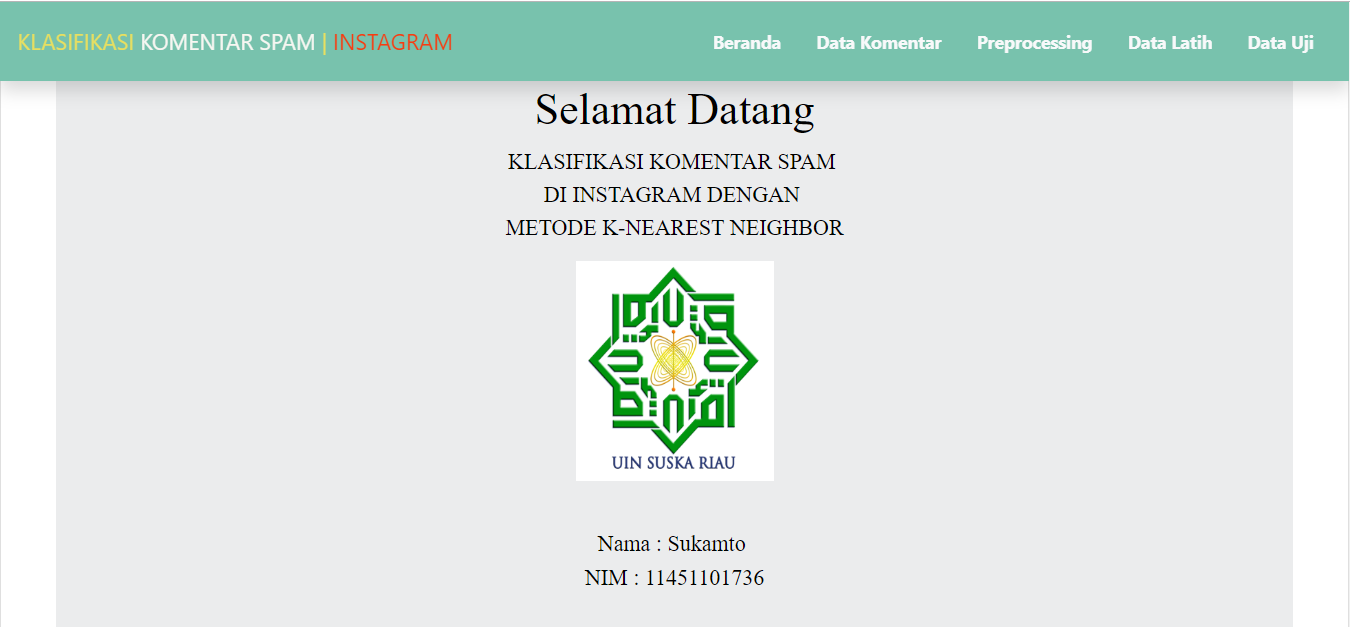 KLASIFIKASI KOMENTAR SPAM | INSTAGRAM
Beranda
Data Komentar
Preprocessing
Data Latih
Data Uji
Selamat Datang
KLASIFIKASI KOMENTAR SPAM
DI INSTAGRAM DENGAN
METODE K-NEAREST NEIGHBOR
UIN SUSKA RIAU
Nama : Sukamto
NIM : 11451101736